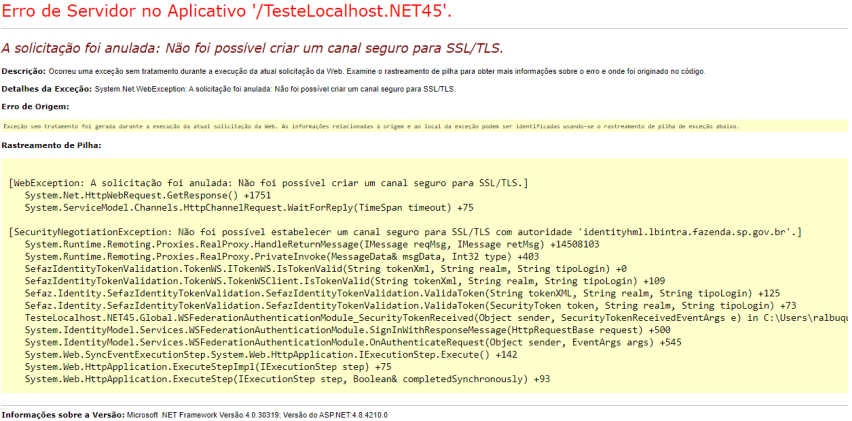 Erro de Servidor no Aplicativo '/TesteLocalhost.NET45'.
A solicitação foi anulada: Não foi possível criar um canal seguro para SSL/TLS.
Descrição: Ocorreu uma exceção sem tratamento durante a execução da atual solicitação da Web. Examine o rastreamento de pilha para obter mais informações sobre o erro e onde foi originado no código.
Detalhes da Exceção: System.Net.WebException: A solicitação foi anulada: Não foi possível criar um canal seguro para SSL/TLS.
Erro de Origem:
Exceção sem tratamento foi gerada durante a execução da atual solicitação da Web. As informações relacionadas à origem e ao local da exceção podem ser identificadas usando-se o rastreamento de pilha de exceção abaixo.
Rastreamento de Pilha:
[WebException: A solicitação foi anulada: Não foi possível criar um canal seguro para SSL/TLS.]
System.Net.HttpWebRequest.GetResponse() +1751
System.ServiceModel.Channels.HttpChannelRequest.WaitForReply(TimeSpan timeout) +75
[SecurityNegotiationException: Não foi possível estabelecer um canal seguro para SSL/TLS com autoridade 'identityhml.lbintra.fazenda.sp.gov.br'.]
System.Runtime.Remoting.Proxies.RealProxy.HandleReturnMessage(IMessage reqMsg, IMessage retMsg) +14508103
System.Runtime.Remoting.Proxies.RealProxy.PrivateInvoke(MessageData& msgData, Int32 type) +403
SefazIdentityTokenValidation.TokenWS.ITokenWS.IsTokenValid(String tokenXml, String realm, String tipoLogin) +0
SefazIdentityTokenValidation.TokenWS.TokenWSClient.IsTokenValid(String tokenXml, String realm, String tipoLogin) +109
Sefaz.Identity.SefazIdentityTokenValidation.SefazIdentityTokenValidation.ValidaToken(String tokenXML, String realm, String tipoLogin) +125
Sefaz.Identity.SefazIdentityTokenValidation.SefazIdentityTokenValidation.ValidaToken(SecurityToken token, String realm, String tipoLogin) +73
TesteLocalhost.NET45.Global.WSFederationAuthenticationModule_SecurityTokenReceived(Object sender, SecurityTokenReceivedEventArgs e) in C:\Users\ralbuqu
System.IdentityModel.Services.WSFederationAuthenticationModule.SignInWithResponseMessage(HttpRequestBase request) +500
System.IdentityModel.Services.WSFederationAuthenticationModule.OnAuthenticateRequest(Object sender, EventArgs args) +545
System.Web.SyncEventExecutionStep.System.Web.HttpApplication.IExecutionStep.Execute() +142
System.Web.HttpApplication.ExecuteStepImpl(IExecutionStep step) +75
System.Web.HttpApplication.ExecuteStep(IExecutionStep step, Boolean& completedSynchronously) +93
Informações sobre a Versão: Microsoft .NET Framework Versão:4.0.30319; Versão do ASP.NET:4.8.4210.0